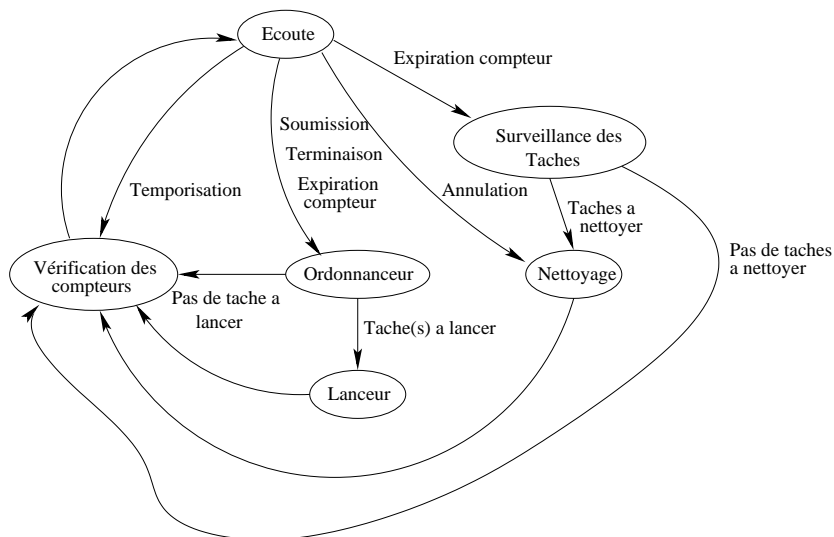 Ecoute
Expiration compteur
Soumission
Terminaison
Expiration
compteur
Surveillance des
Taches
Temporisation
Annulation
Taches a
nettoyer
Pas de taches
a nettoyer
Vérification des
compteurs
Ordonnanceur
Nettoyage
Pas de tache a
lancer
Tache(s) a lancer
Lanceur